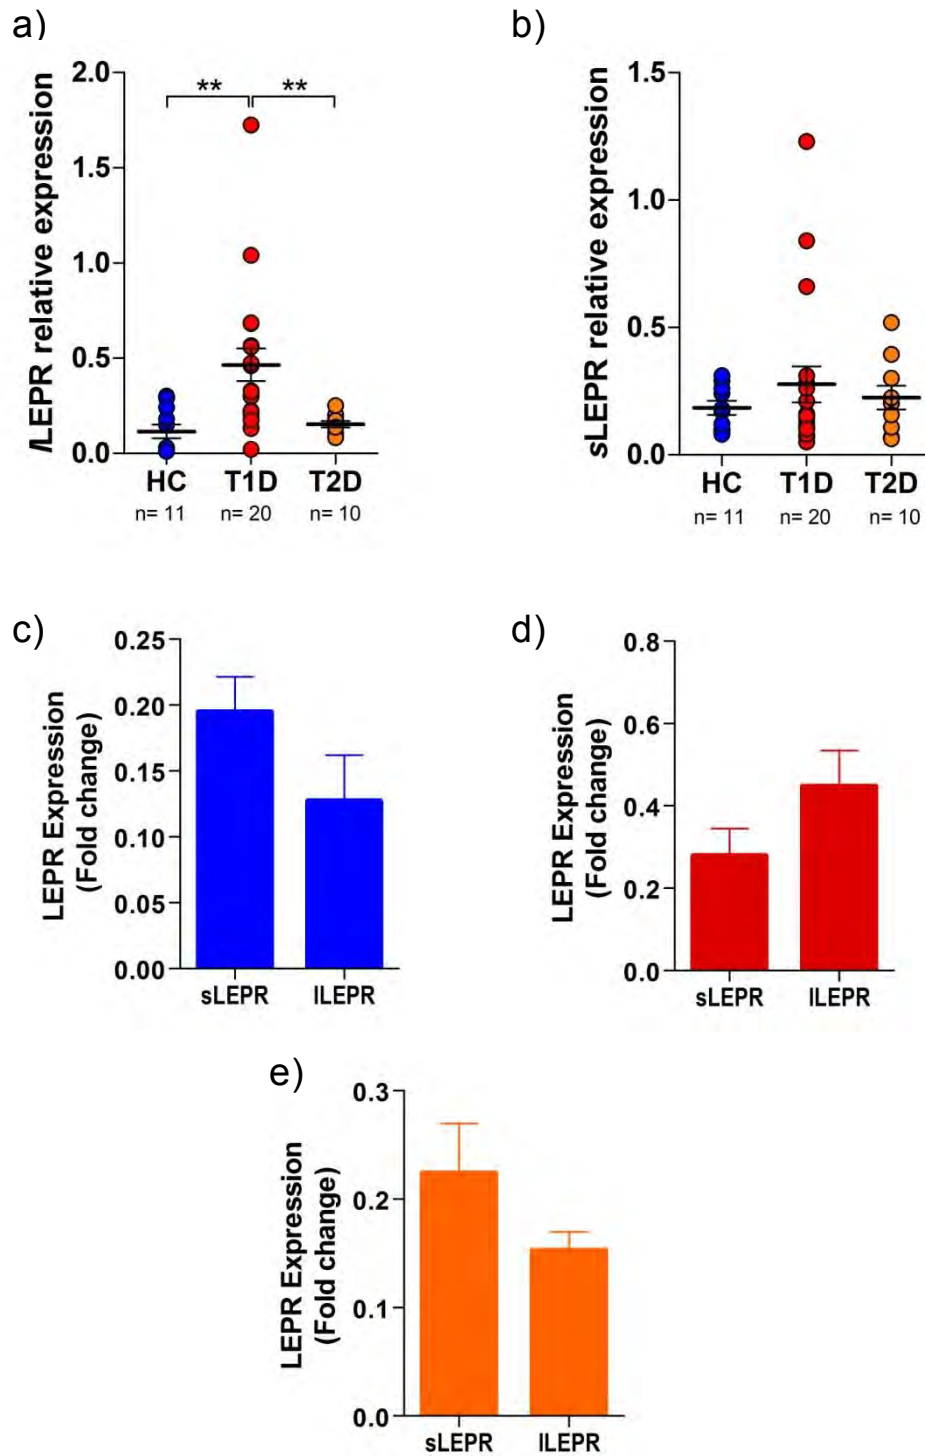 a)
lLEPR relative expression
2.0
1.5
1.0
0.5
0.0
** **
HC T1D T2D
n= 11 n= 20 n= 10
b)
sLEPR relative expression
1.5
1.0
0.5
0.0
HC T1D T2D
n= 11 n= 20 n= 10
c)
LEPR Expression
(Fold change)
0.25
0.20
0.15
0.10
0.05
0.00
sLEPR lLEPR
d)
LEPR Expression
(Fold change)
0.8
0.6
0.4
0.2
0.0
sLEPR lLEPR
e)
LEPR Expression
(Fold change)
0.3
0.2
0.1
0.0
sLEPR lLEPR